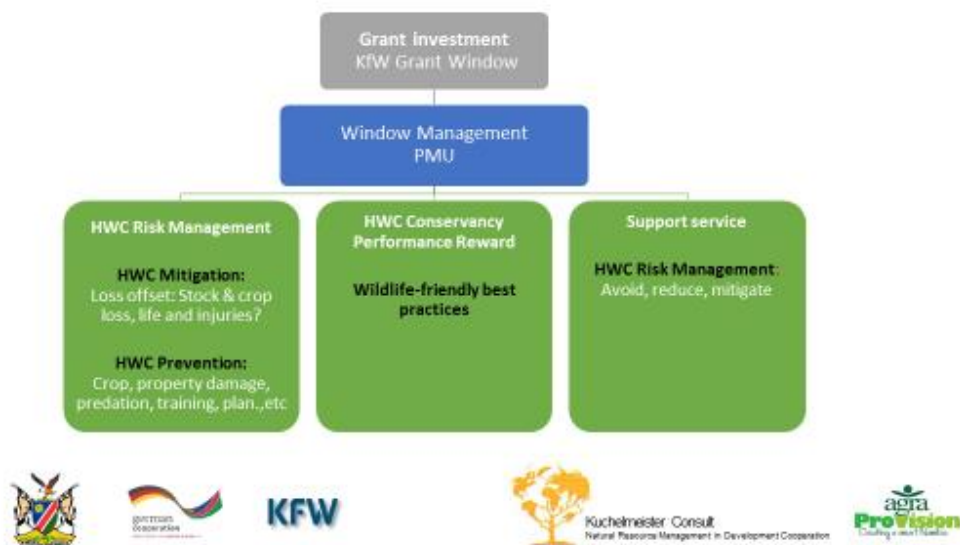 Grant investment
KfW Grant Window
Window Management
PMU
HWC Risk Management
HWC Mitigation:
Loss offset: Stock & crop
loss, life and injuries?
HWC Prevention:
Crop, property damage,
predation, training, plan.,etc
HWC Conservancy
Performance Reward
Wildlife-friendly best
practices
Support service
HWC Risk Management:
Avoid, reduce, mitigate
german
cooperation
KFW
Kuchelmeister Consult
Natural Resource Management in Development Cooperation
agra
ProVision